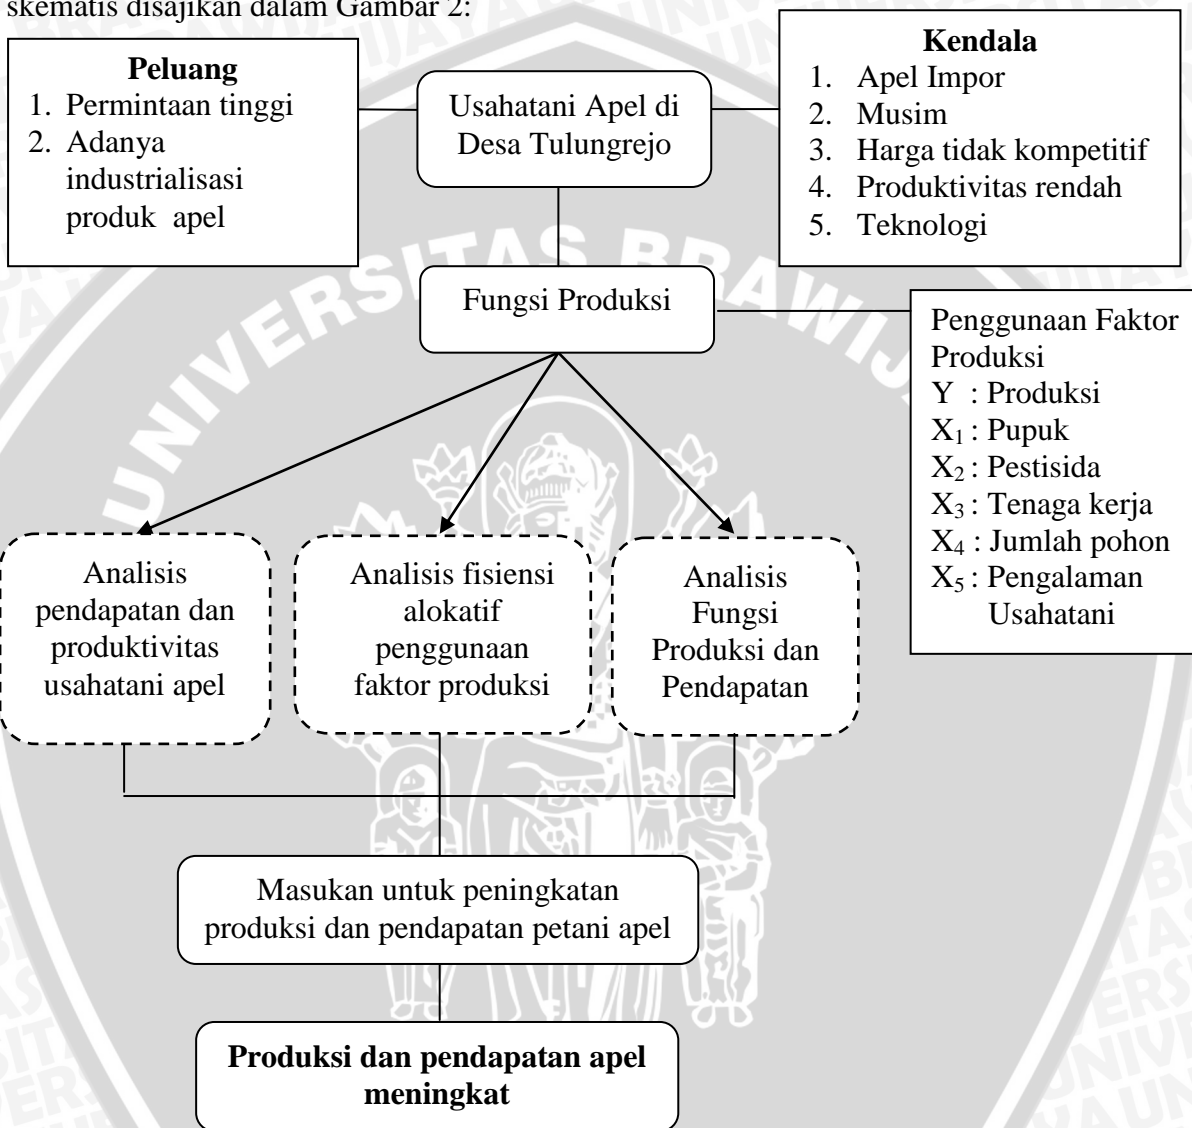 skematis disajikan dalam Gambar 2:
Peluang
1. Permintaan tinggi
2. Adanya
industrialisasi
produk apel
Usahatani Apel di
Desa Tulungrejo
Kendala
1. Apel Impor
2. Musim
3. Harga tidak kompetitif
4. Produktivitas rendah
5. Teknologi
Fungsi Produksi
Penggunaan Faktor
Produksi
Y : Produksi
X₁ : Pupuk
X₂ : Pestisida
X₃ : Tenaga kerja
X₄ : Jumlah pohon
X₅ : Pengalaman
Usahatani
Analisis
pendapatan dan
produktivitas
usahatani apel
Analisis fisiensi
alokatif
penggunaan
faktor produksi
Analisis
Fungsi
Produksi dan
Pendapatan
Masukan untuk peningkatan
produksi dan pendapatan petani apel
Produksi dan pendapatan apel
meningkat
UNIVERSITAS BRAWIJA